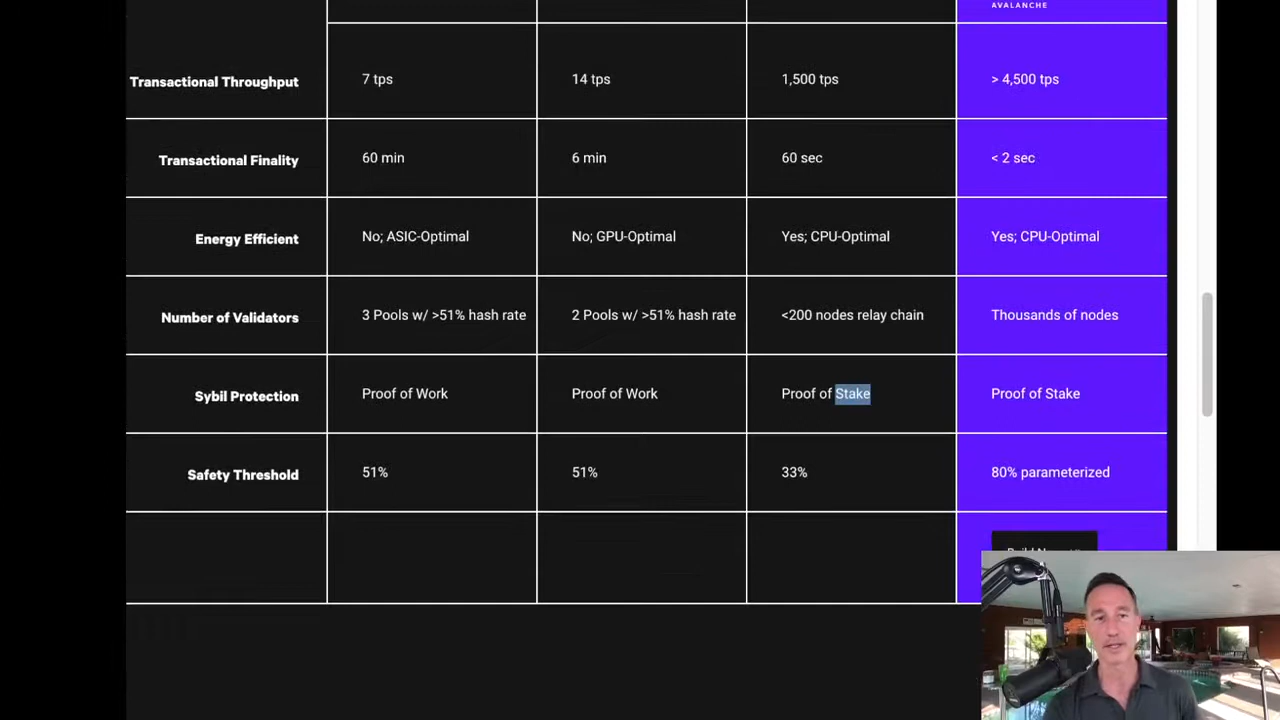 AVALANCHE
Transactional Throughput 7 tps 14 tps 1,500 tps > 4,500 tps
Transactional Finality 60 min 6 min 60 sec < 2 sec
Energy Efficient No; ASIC-Optimal No; GPU-Optimal Yes; CPU-Optimal Yes; CPU-Optimal
Number of Validators 3 Pools w/ >51% hash rate 2 Pools w/ >51% hash rate <200 nodes relay chain Thousands of nodes
Sybil Protection Proof of Work Proof of Work Proof of Stake Proof of Stake
Safety Threshold 51% 51% 33% 80% parameterized